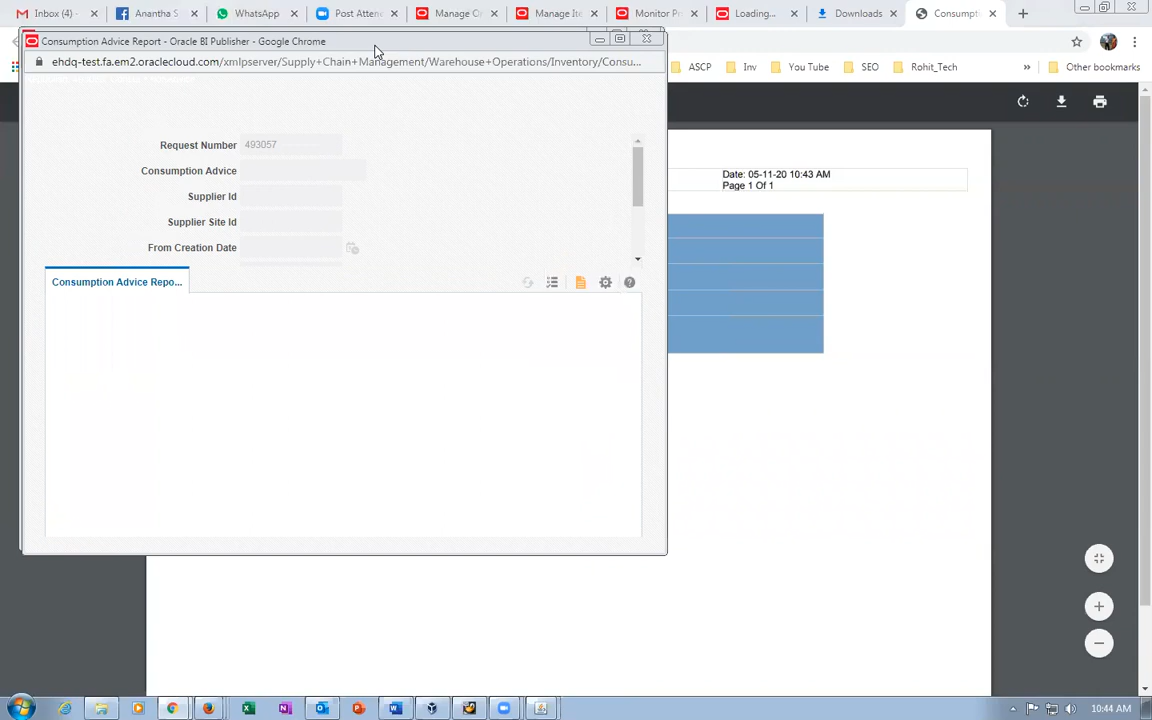 Inbox (4) -
Anantha S
WhatsApp
Post Attene
Manage O
Manage Ite
Monitor Pr
Loading...
Downloads
Consumpt
Consumption Advice Report - Oracle BI Publisher - Google Chrome
ehdq-test.fa.em2.oraclecloud.com/xmlpserver/Supply+Chain+Management/Warehouse+Operations/Inventory/Consu...
ASCP
Inv
You Tube
SEO
Rohit_Tech
»
Other bookmarks
Date: 05-11-20 10:43 AM
Page 1 Of 1
Request Number 493057
Consumption Advice
Supplier Id
Supplier Site Id
From Creation Date
Consumption Advice Repo...
10:44 AM